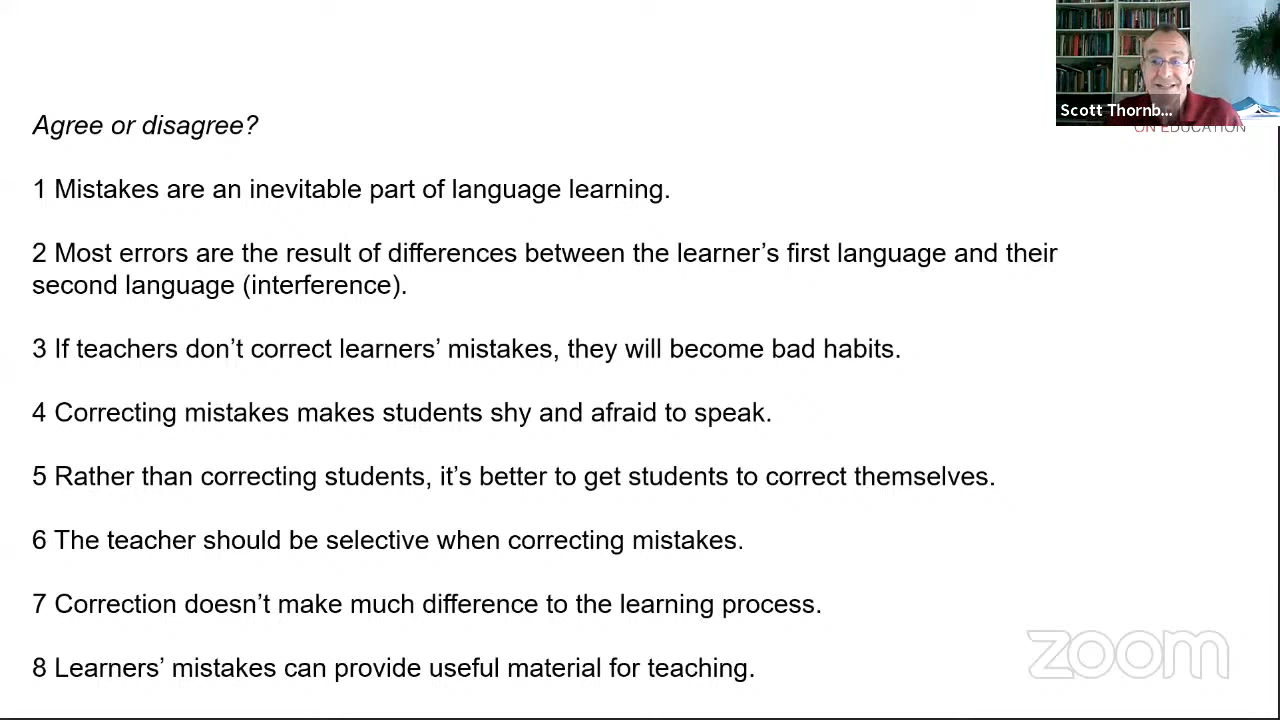 Agree or disagree?
1 Mistakes are an inevitable part of language learning.
2 Most errors are the result of differences between the learner’s first language and their
second language (interference).
3 If teachers don’t correct learners’ mistakes, they will become bad habits.
4 Correcting mistakes makes students shy and afraid to speak.
5 Rather than correcting students, it’s better to get students to correct themselves.
6 The teacher should be selective when correcting mistakes.
7 Correction doesn’t make much difference to the learning process.
8 Learners’ mistakes can provide useful material for teaching.
Scott Thornb...
ON EDUCATION
zoom